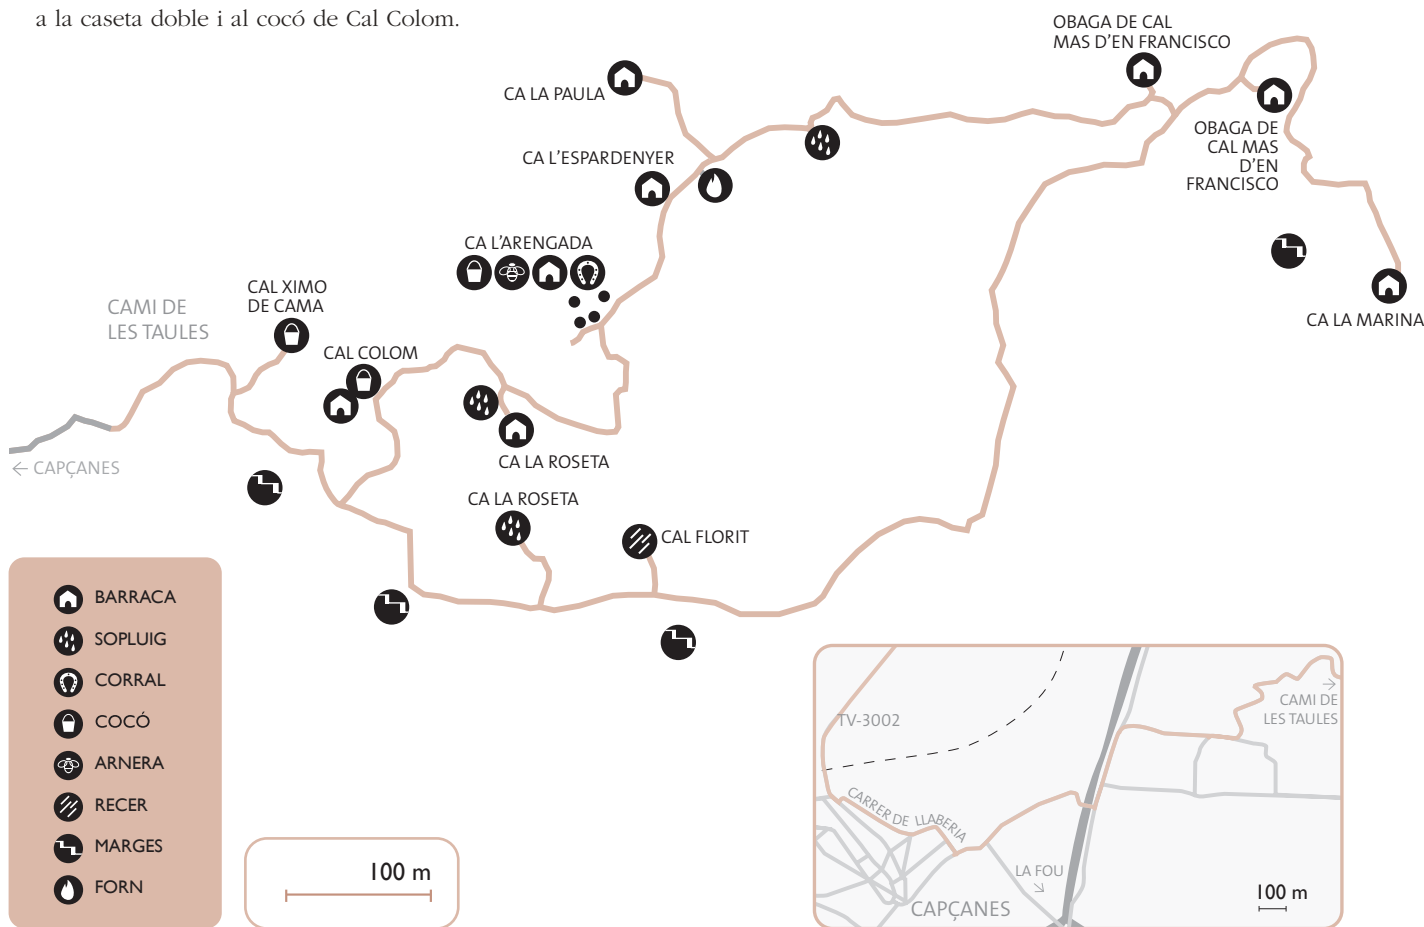 a la caseta doble i al cocó de Cal Colom.
OBAGA DE CAL
MAS D'EN FRANCISCO
CA LA PAULA
OBAGA DE
CAL MAS
D'EN
FRANCISCO
CA L'ESPARDENYER
CA L'ARENGADA
CAL XIMO
DE CAMA
CAMI DE
LES TAULES
CA LA MARINA
CAL COLOM
← CAPÇANES
CA LA ROSETA
CA LA ROSETA
CAL FLORIT
BARRACA
SOPLUIG
CORRAL
COCÓ
ARNERA
RECER
MARGES
FORN
100 m
TV-3002
CAMI DE
LES TAULES
CARRER DE LLABERIA
LA FOU
CAPÇANES
100 m